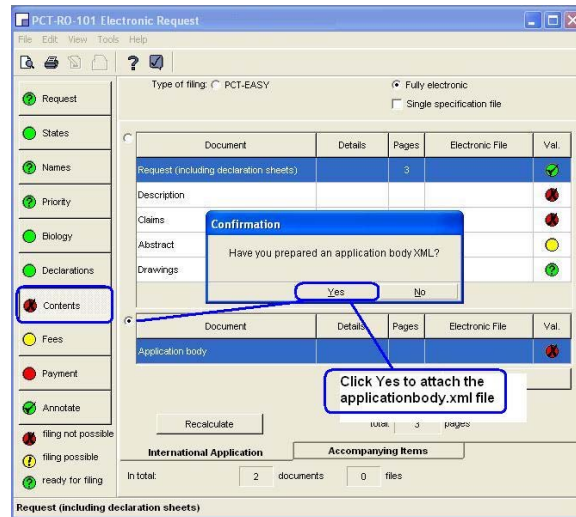 PCT-RO-101 Electronic Request
File Edit View Tools Help
Type of filing: PCT-EASY Fully electronic
Single specification file
Request
States
Names
Priority
Biology
Declarations
Contents
Fees
Payment
Annotate
filing not possible
filing possible
ready for filing
Document Details Pages Electronic File Val.
Request (including declaration sheets) 3
Description
Claims
Abstract
Drawings
Confirmation
Have you prepared an application body XML?
Yes No
Document Details Pages Electronic File Val.
Application body
Click Yes to attach the
applicationbody.xml file
Recalculate total: 3 pages
International Application Accompanying Items
In total: 2 documents 0 files
Request (including declaration sheets)